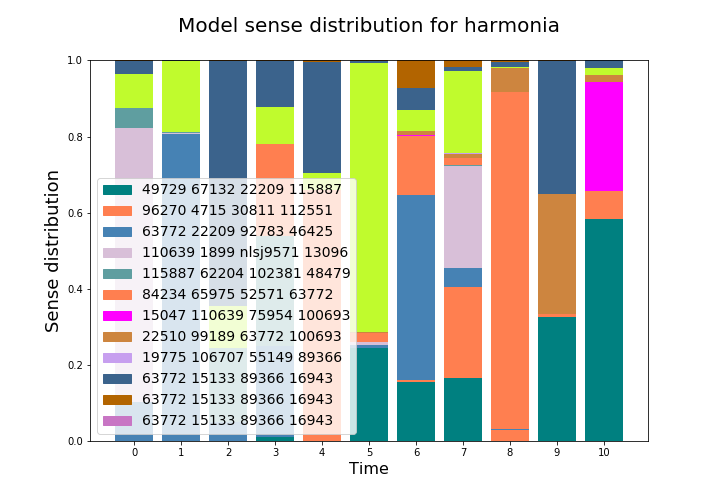 Model sense distribution for harmonia
Sense distribution
1.0
0.8
0.6
0.4
0.2
0.0
49729 67132 22209 115887
96270 4715 30811 112551
63772 22209 92783 46425
110639 1899 nlsj9571 13096
115887 62204 102381 48479
84234 65975 52571 63772
15047 110639 75954 100693
22510 99189 63772 100693
19775 106707 55149 89366
63772 15133 89366 16943
63772 15133 89366 16943
63772 15133 89366 16943
0 1 2 3 4 5 6 7 8 9 10
Time